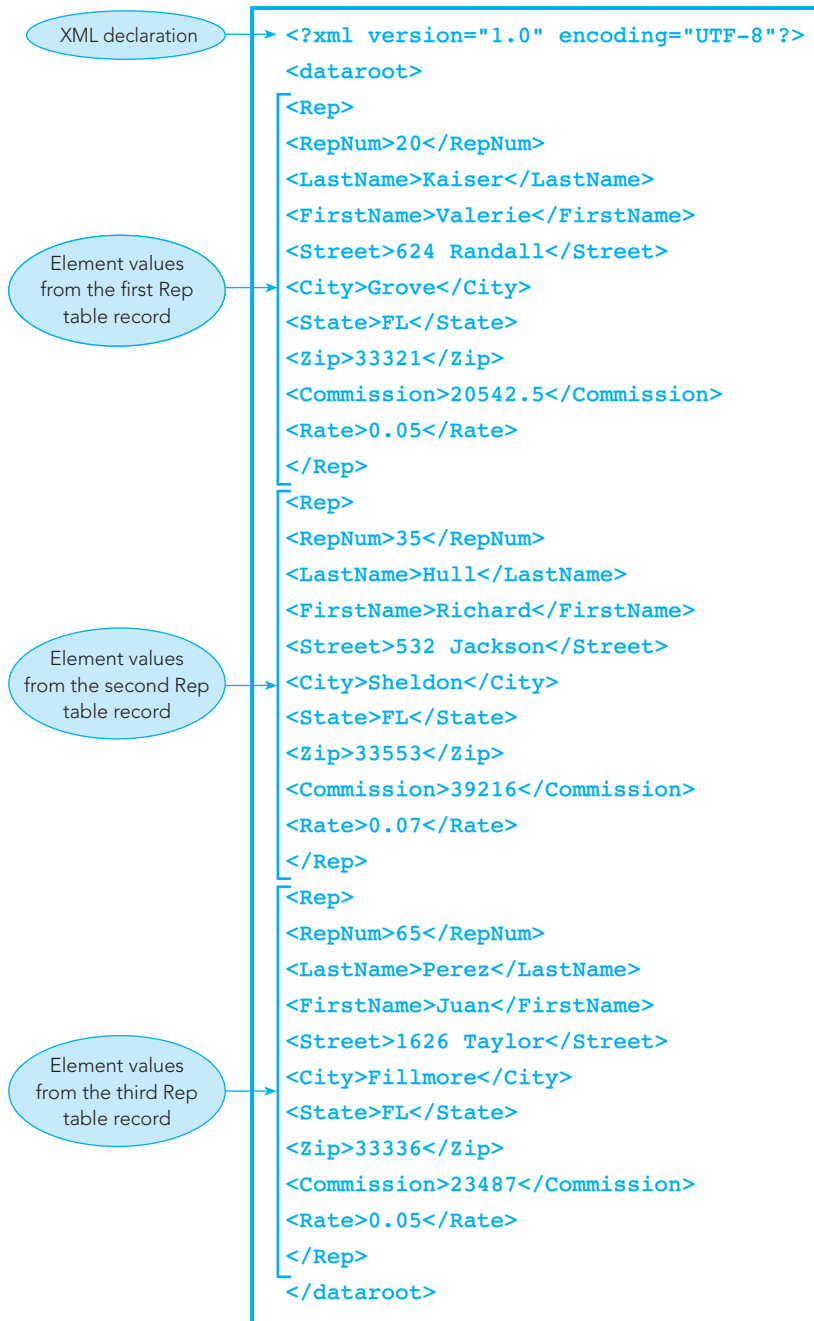 XML declaration
<?xml version="1.0" encoding="UTF-8"?>
<dataroot>
Element values
from the first Rep
table record
<Rep>
<RepNum>20</RepNum>
<LastName>Kaiser</LastName>
<FirstName>Valerie</FirstName>
<Street>624 Randall</Street>
<City>Grove</City>
<State>FL</State>
<Zip>33321</Zip>
<Commission>20542.5</Commission>
<Rate>0.05</Rate>
</Rep>
Element values
from the second Rep
table record
<Rep>
<RepNum>35</RepNum>
<LastName>Hull</LastName>
<FirstName>Richard</FirstName>
<Street>532 Jackson</Street>
<City>Sheldon</City>
<State>FL</State>
<Zip>33553</Zip>
<Commission>39216</Commission>
<Rate>0.07</Rate>
</Rep>
Element values
from the third Rep
table record
<Rep>
<RepNum>65</RepNum>
<LastName>Perez</LastName>
<FirstName>Juan</FirstName>
<Street>1626 Taylor</Street>
<City>Fillmore</City>
<State>FL</State>
<Zip>33336</Zip>
<Commission>23487</Commission>
<Rate>0.05</Rate>
</Rep>
</dataroot>